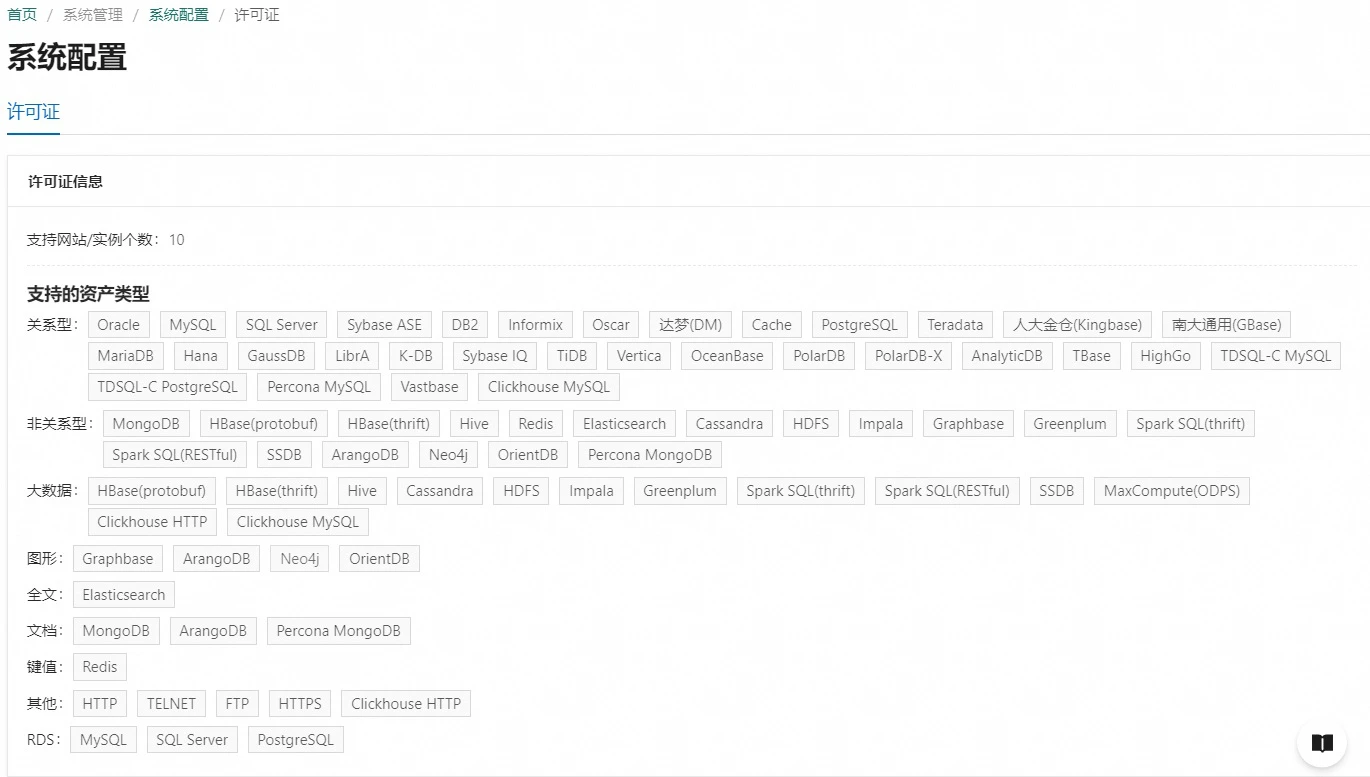 首页 / 系统管理 / 系统配置 / 许可证
系统配置
许可证
许可证信息
支持网站/实例个数: 10
支持的资产类型
关系型: Oracle MySQL SQL Server Sybase ASE DB2 Informix Oscar 达梦(DM) Cache PostgreSQL Teradata 人大金仓(Kingbase) 南大通用(GBase)
MariaDB Hana GaussDB LibrA K-DB Sybase IQ TiDB Vertica OceanBase PolarDB PolarDB-X AnalyticDB TBase HighGo TDSQL-C MySQL
TDSQL-C PostgreSQL Percona MySQL Vastbase Clickhouse MySQL
非关系型: MongoDB HBase(protobuf) HBase(thrift) Hive Redis Elasticsearch Cassandra HDFS Impala Graphbase Greenplum Spark SQL(thrift)
Spark SQL(RESTful) SSDB ArangoDB Neo4j OrientDB Percona MongoDB
大数据: HBase(protobuf) HBase(thrift) Hive Cassandra HDFS Impala Greenplum Spark SQL(thrift) Spark SQL(RESTful) SSDB MaxCompute(ODPS)
Clickhouse HTTP Clickhouse MySQL
图形: Graphbase ArangoDB Neo4j OrientDB
全文: Elasticsearch
文档: MongoDB ArangoDB Percona MongoDB
键值: Redis
其他: HTTP TELNET FTP HTTPS Clickhouse HTTP
RDS: MySQL SQL Server PostgreSQL